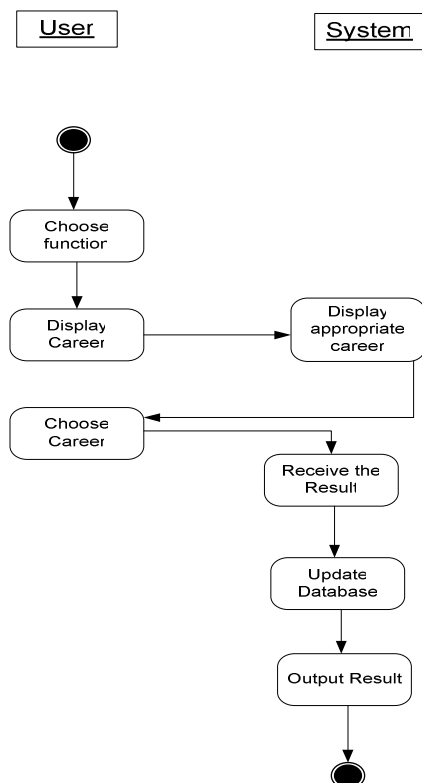 User
System
Choose
function
Display
Career
Display
appropriate
career
Choose
Career
Receive the
Result
Update
Database
Output Result